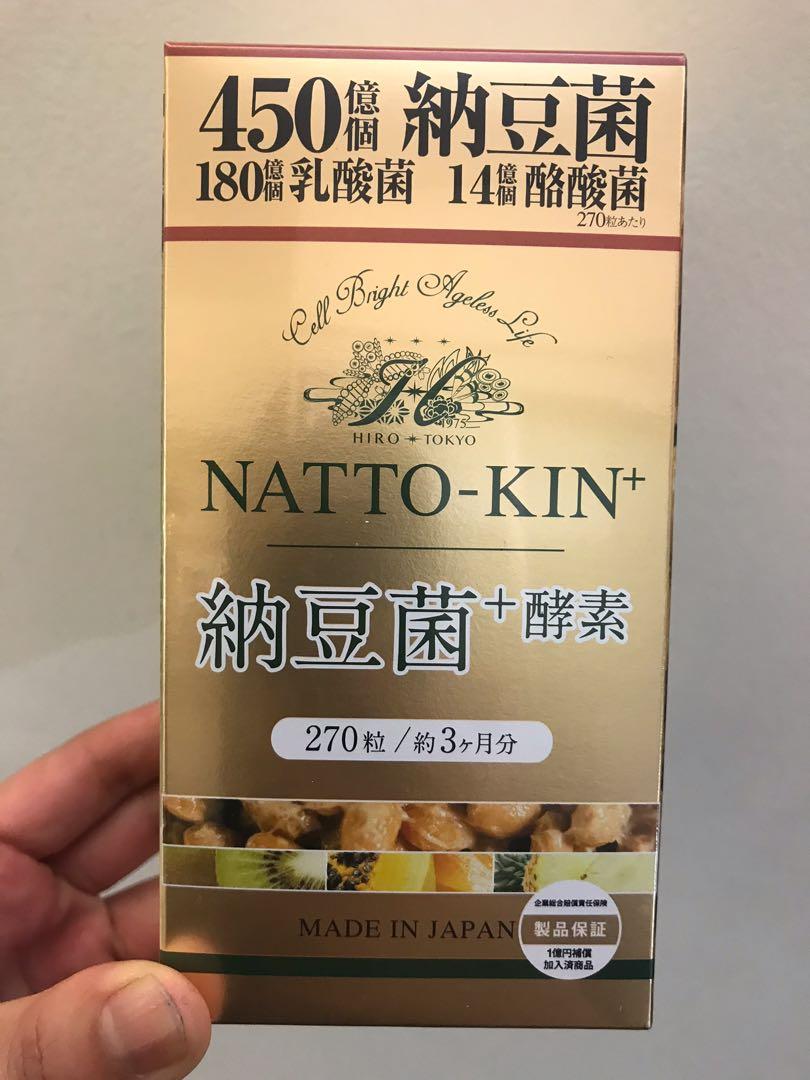 450億個 納豆菌
180億個 乳酸菌 14億個 酪酸菌
270粒あたり
Cell Bright Ageless Life
H
1975
HIRO TOKYO
NATTO-KIN+
納豆菌+酵素
270粒/約3ヶ月分
MADE IN JAPAN
企業総合賠償責任保険
製品保証
1億円補償
加入済商品